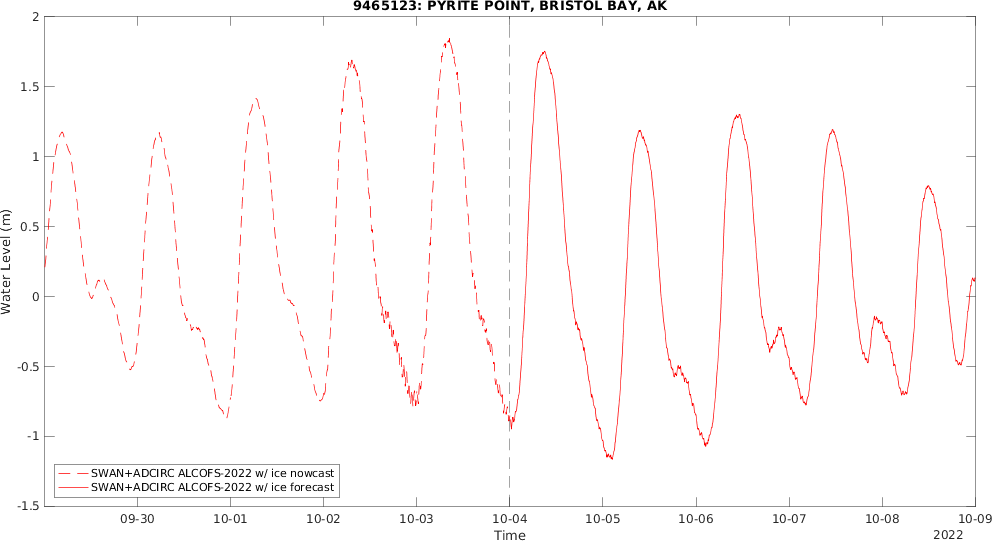 9465123: PYRITE POINT, BRISTOL BAY, AK
2
1.5
1
0.5
0
-0.5
-1
-1.5
Water Level (m)
SWAN+ADCIRC ALCOFS-2022 w/ ice nowcast
SWAN+ADCIRC ALCOFS-2022 w/ ice forecast
09-30 10-01 10-02 10-03 10-04 10-05 10-06 10-07 10-08 10-09
Time
2022